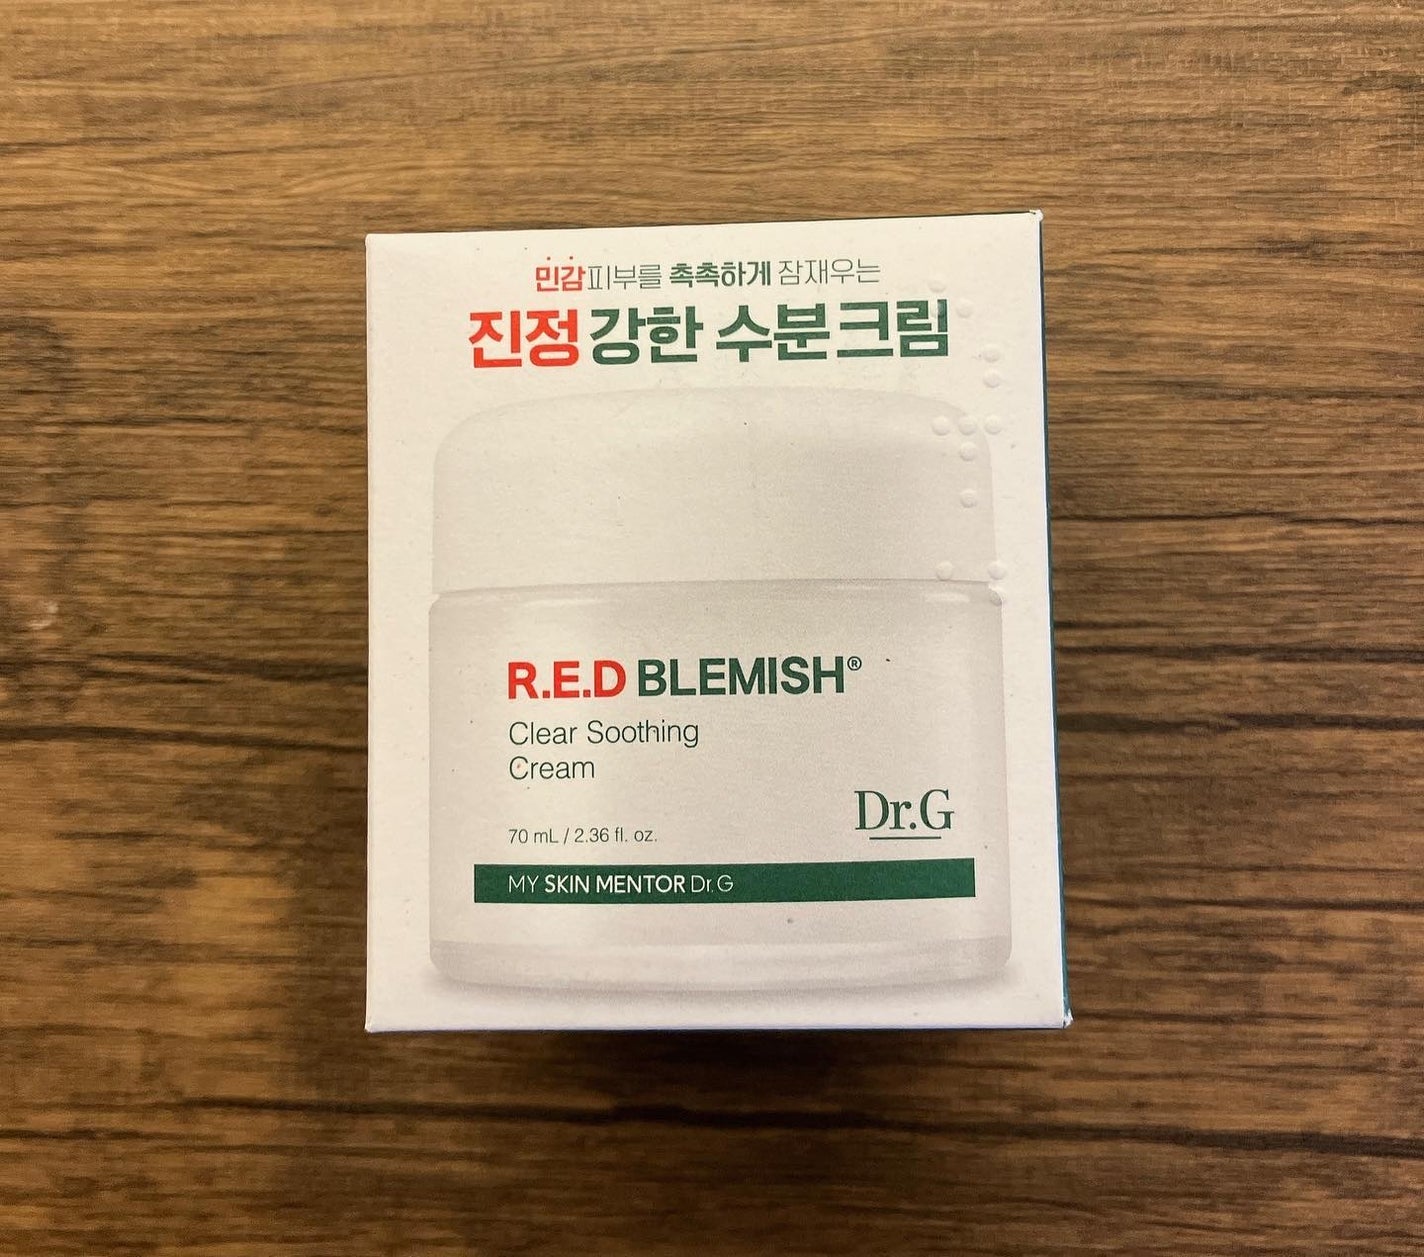 민감피부를 촉촉하게 잠재우는
진정 강한 수분크림
R.E.D BLEMISH®
Clear Soothing
Cream
70 mL / 2.36 fl. oz.
Dr.G
MY SKIN MENTOR Dr.G